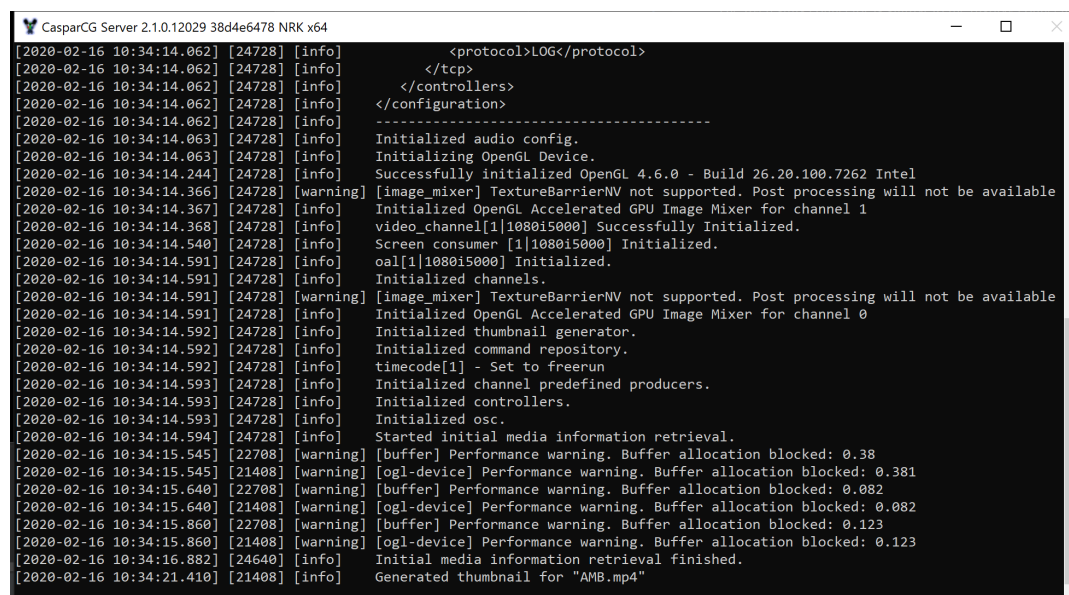 CasparCG Server 2.1.0.12029 38d4e6478 NRK x64
[2020-02-16 10:34:14.062] [24728] [info] <protocol>LOG</protocol>
[2020-02-16 10:34:14.062] [24728] [info] </tcp>
[2020-02-16 10:34:14.062] [24728] [info] </controllers>
[2020-02-16 10:34:14.062] [24728] [info] </configuration>
[2020-02-16 10:34:14.062] [24728] [info] -----------------------------------------
[2020-02-16 10:34:14.063] [24728] [info] Initialized audio config.
[2020-02-16 10:34:14.063] [24728] [info] Initializing OpenGL Device.
[2020-02-16 10:34:14.244] [24728] [info] Successfully initialized OpenGL 4.6.0 - Build 26.20.100.7262 Intel
[2020-02-16 10:34:14.366] [24728] [warning] [image_mixer] TextureBarrierNV not supported. Post processing will not be available
[2020-02-16 10:34:14.367] [24728] [info] Initialized OpenGL Accelerated GPU Image Mixer for channel 1
[2020-02-16 10:34:14.368] [24728] [info] video_channel[1|1080i5000] Successfully Initialized.
[2020-02-16 10:34:14.540] [24728] [info] Screen consumer [1|1080i5000] Initialized.
[2020-02-16 10:34:14.591] [24728] [info] oal[1|1080i5000] Initialized.
[2020-02-16 10:34:14.591] [24728] [info] Initialized channels.
[2020-02-16 10:34:14.591] [24728] [warning] [image_mixer] TextureBarrierNV not supported. Post processing will not be available
[2020-02-16 10:34:14.591] [24728] [info] Initialized OpenGL Accelerated GPU Image Mixer for channel 0
[2020-02-16 10:34:14.592] [24728] [info] Initialized thumbnail generator.
[2020-02-16 10:34:14.592] [24728] [info] Initialized command repository.
[2020-02-16 10:34:14.592] [24728] [info] timecode[1] - Set to freerun
[2020-02-16 10:34:14.593] [24728] [info] Initialized channel predefined producers.
[2020-02-16 10:34:14.593] [24728] [info] Initialized controllers.
[2020-02-16 10:34:14.593] [24728] [info] Initialized osc.
[2020-02-16 10:34:14.594] [24728] [info] Started initial media information retrieval.
[2020-02-16 10:34:15.545] [22708] [warning] [buffer] Performance warning. Buffer allocation blocked: 0.38
[2020-02-16 10:34:15.545] [21408] [warning] [ogl-device] Performance warning. Buffer allocation blocked: 0.381
[2020-02-16 10:34:15.640] [22708] [warning] [buffer] Performance warning. Buffer allocation blocked: 0.082
[2020-02-16 10:34:15.640] [21408] [warning] [ogl-device] Performance warning. Buffer allocation blocked: 0.082
[2020-02-16 10:34:15.860] [22708] [warning] [buffer] Performance warning. Buffer allocation blocked: 0.123
[2020-02-16 10:34:15.860] [21408] [warning] [ogl-device] Performance warning. Buffer allocation blocked: 0.123
[2020-02-16 10:34:16.882] [24640] [info] Initial media information retrieval finished.
[2020-02-16 10:34:21.410] [21408] [info] Generated thumbnail for "AMB.mp4"